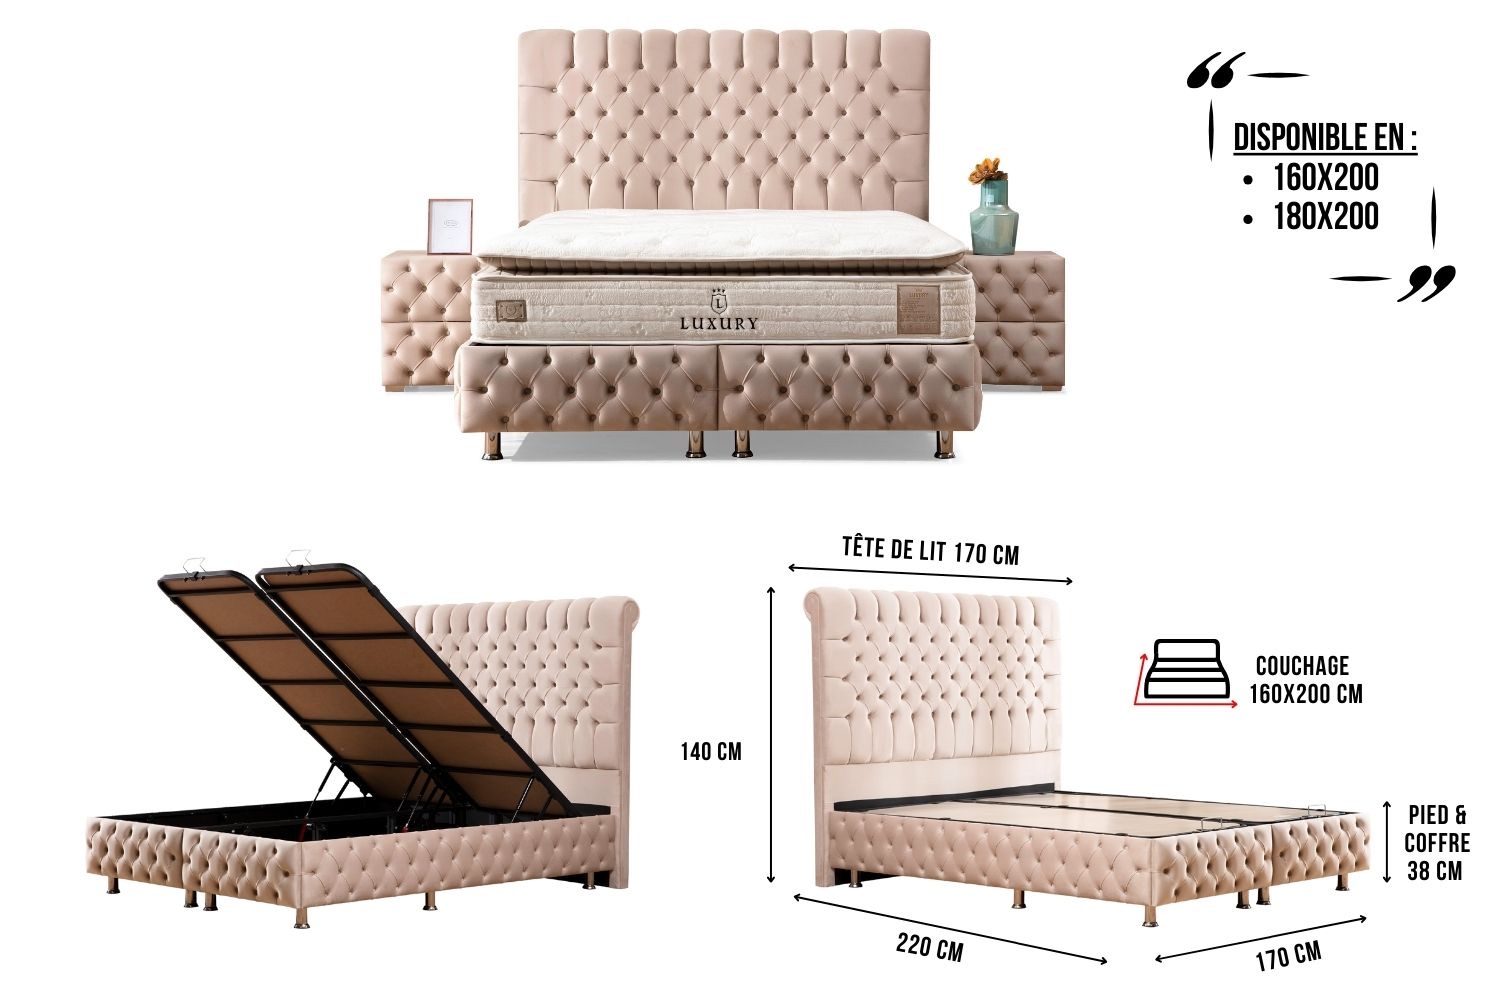 DISPONIBLE EN :
• 160X200
• 180X200
L
LUXURY
LUXURY
TÊTE DE LIT 170 CM
140 CM
COUCHAGE
160X200 CM
PIED &
COFFRE
38 CM
220 CM
170 CM